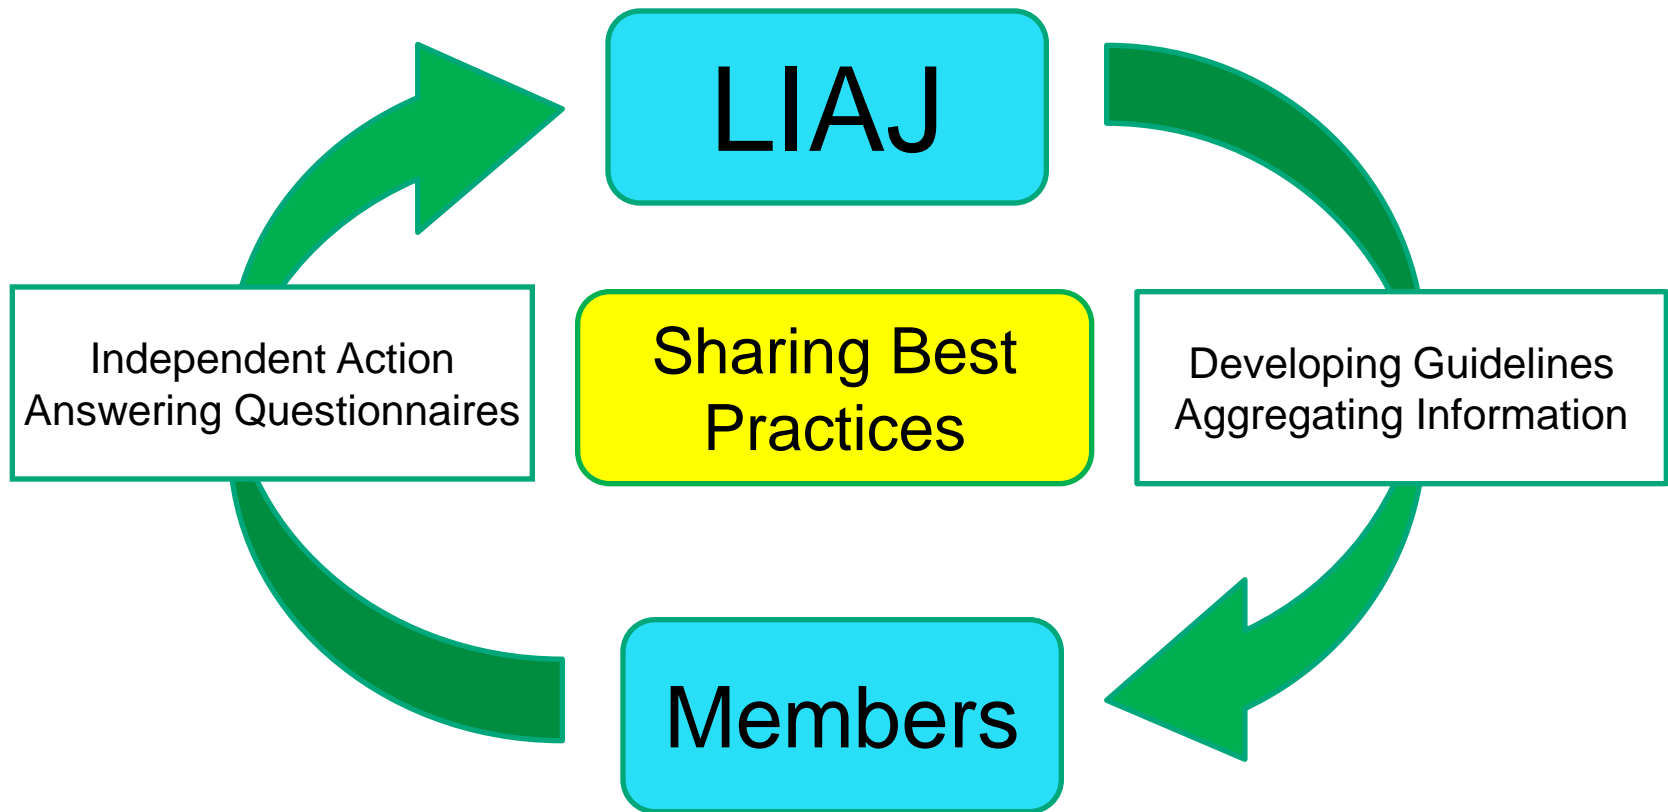 LIAJ
Independent Action
Answering Questionnaires
Sharing Best
Practices
Developing Guidelines
Aggregating Information
Members